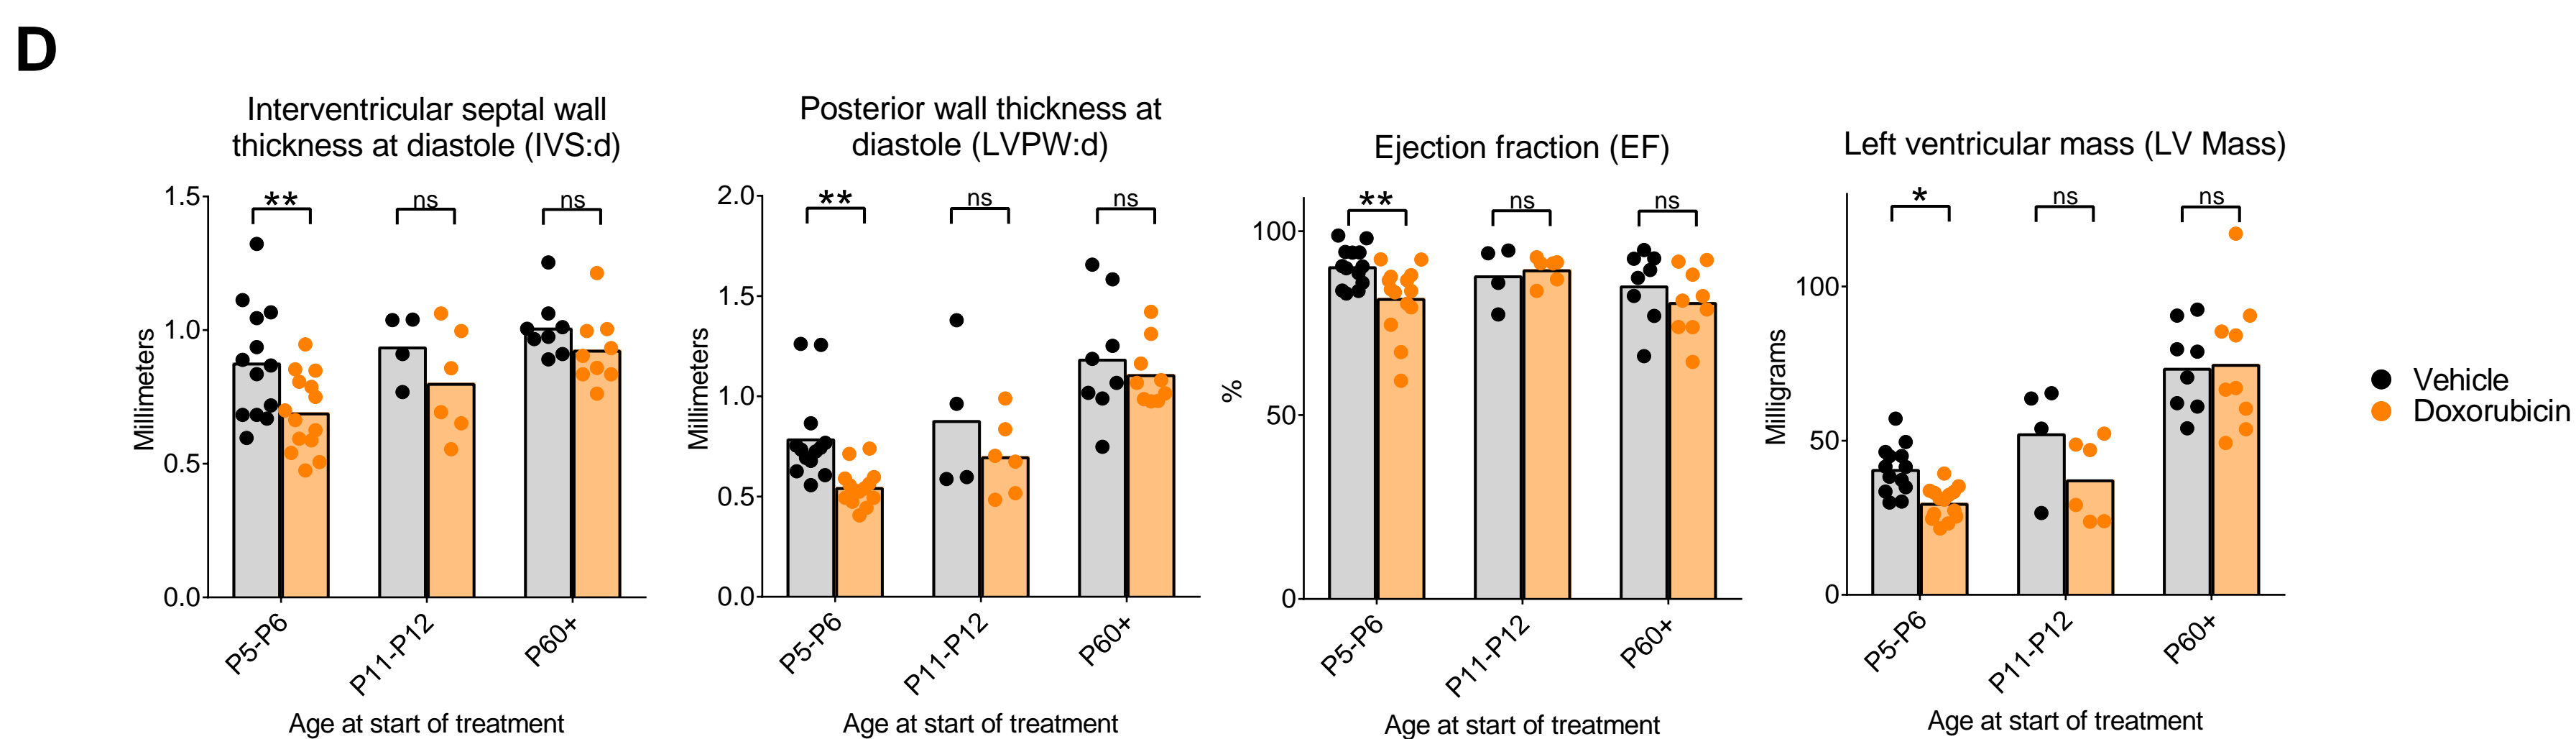 D
Interventricular septal wall
thickness at diastole (IVS:d)
Millimeters
1.5
1.0
0.5
0.0
**
ns
ns
P5-P6
P11-P12
P60+
Age at start of treatment
Posterior wall thickness at
diastole (LVPW:d)
Millimeters
2.0
1.5
1.0
0.5
0.0
**
ns
ns
P5-P6
P11-P12
P60+
Age at start of treatment
Ejection fraction (EF)
%
100
50
0
**
ns
ns
P5-P6
P11-P12
P60+
Age at start of treatment
Left ventricular mass (LV Mass)
Milligrams
100
50
0
*
ns
ns
P5-P6
P11-P12
P60+
Age at start of treatment
Vehicle
Doxorubicin